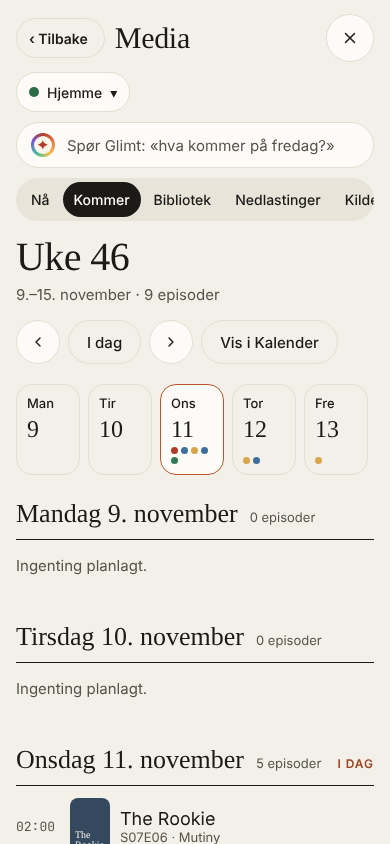 ‹ Tilbake Media ×
Hjemme ▾
Spør Glimt: «hva kommer på fredag?»
Nå Kommer Bibliotek Nedlastinger Kilde
Uke 46
9.–15. november · 9 episoder
‹ I dag › Vis i Kalender
Man Tir Ons Tor Fre
9 10 11 12 13
Mandag 9. november 0 episoder
Ingenting planlagt.
Tirsdag 10. november 0 episoder
Ingenting planlagt.
Onsdag 11. november 5 episoder I DAG
02:00 The Rookie
The
Rookie
S07E06 · Mutiny